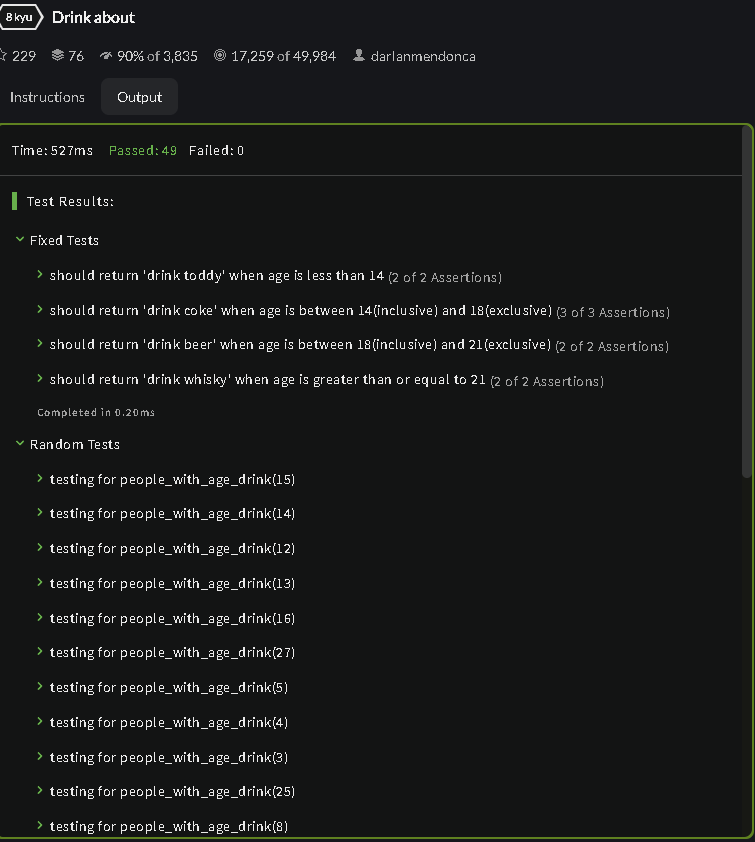 8 kyu Drink about
229 76 90% of 3,835 17,259 of 49,984 darlanmendonca
Instructions Output
Time: 527ms Passed: 49 Failed: 0
Test Results:
Fixed Tests
should return 'drink toddy' when age is less than 14 (2 of 2 Assertions)
should return 'drink coke' when age is between 14(inclusive) and 18(exclusive) (3 of 3 Assertions)
should return 'drink beer' when age is between 18(inclusive) and 21(exclusive) (2 of 2 Assertions)
should return 'drink whisky' when age is greater than or equal to 21 (2 of 2 Assertions)
Completed in 0.20ms
Random Tests
testing for people_with_age_drink(15)
testing for people_with_age_drink(14)
testing for people_with_age_drink(12)
testing for people_with_age_drink(13)
testing for people_with_age_drink(16)
testing for people_with_age_drink(27)
testing for people_with_age_drink(5)
testing for people_with_age_drink(4)
testing for people_with_age_drink(3)
testing for people_with_age_drink(25)
testing for people_with_age_drink(8)